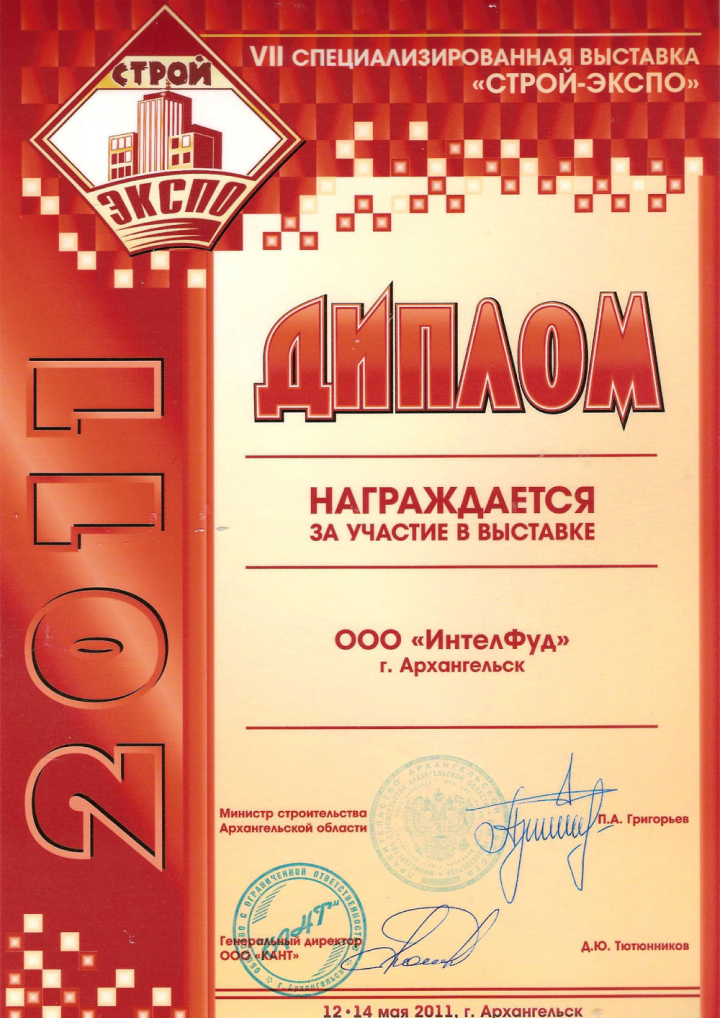 СТРОЙ
ЭКСПО
VII СПЕЦИАЛИЗИРОВАННАЯ ВЫСТАВКА
«СТРОЙ-ЭКСПО»
2011
ДИПЛОМ
НАГРАЖДАЕТСЯ
ЗА УЧАСТИЕ В ВЫСТАВКЕ
ООО «ИнтелФуд»
г. Архангельск
Министр строительства
Архангельской области
П.А. Григорьев
ОБЩЕСТВО С ОГРАНИЧЕННОЙ ОТВЕТСТВЕННОСТЬЮ
г. Архангельск
Генеральный директор
ООО «КАНТ»
Д.Ю. Тютюнников
12·14 мая 2011, г. Архангельск